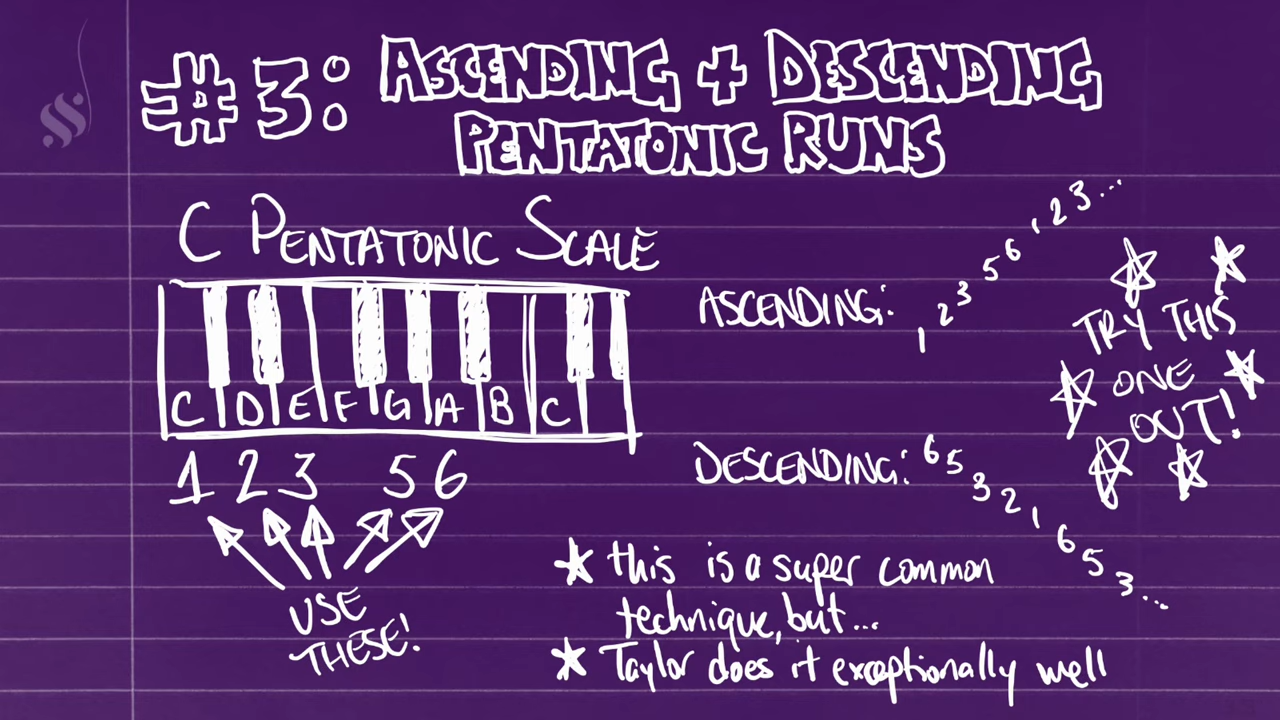 #3: ASCENDING + DESCENDING
PENTATONIC RUNS
C PENTATONIC SCALE
C D E F G A B C
1 2 3 5 6
USE
THESE!
ASCENDING: 1 2 3 5 6 1 2 3...
DESCENDING: 6 5 3 2 1 6 5 3...
TRY THIS
ONE
OUT!
this is a super common
technique, but...
Taylor does it exceptionally well